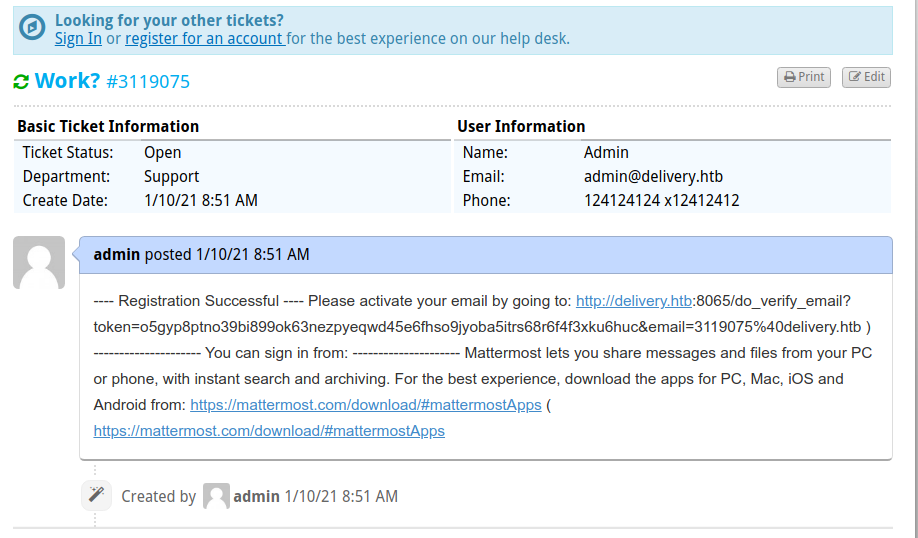 Looking for your other tickets?
Sign In or register for an account for the best experience on our help desk.
Work? #3119075
Print Edit
Basic Ticket Information
Ticket Status: Open
Department: Support
Create Date: 1/10/21 8:51 AM
User Information
Name: Admin
Email: admin@delivery.htb
Phone: 124124124 x12412412
admin posted 1/10/21 8:51 AM
---- Registration Successful ---- Please activate your email by going to: http://delivery.htb:8065/do_verify_email?
token=o5gyp8ptno39bi899ok63nezpyeqwd45e6fhso9jyoba5itrs68r6f4f3xku6huc&email=3119075%40delivery.htb )
--------------------- You can sign in from: --------------------- Mattermost lets you share messages and files from your PC
or phone, with instant search and archiving. For the best experience, download the apps for PC, Mac, iOS and
Android from: https://mattermost.com/download/#mattermostApps (
https://mattermost.com/download/#mattermostApps
Created by admin 1/10/21 8:51 AM